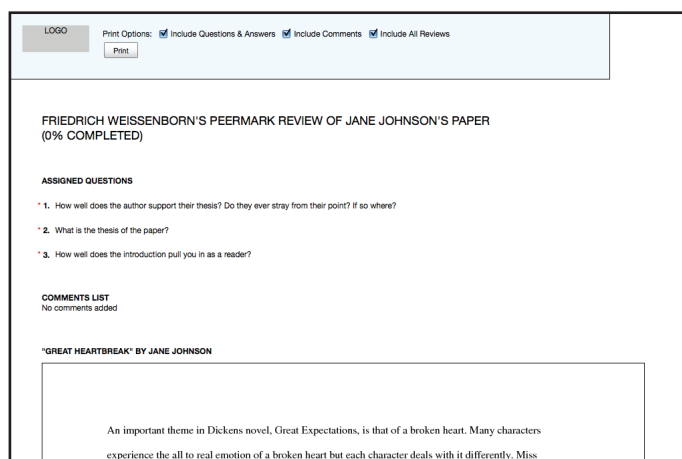 LOGO
Print Options: Include Questions & Answers Include Comments Include All Reviews
Print
FRIEDRICH WEISSENBORN'S PEERMARK REVIEW OF JANE JOHNSON'S PAPER
(0% COMPLETED)
ASSIGNED QUESTIONS
* 1. How well does the author support their thesis? Do they ever stray from their point? If so where?
* 2. What is the thesis of the paper?
* 3. How well does the introduction pull you in as a reader?
COMMENTS LIST
No comments added
"GREAT HEARTBREAK" BY JANE JOHNSON
An important theme in Dickens novel, Great Expectations, is that of a broken heart. Many characters
experience the all to real emotion of a broken heart but each character deals with it differently. Miss